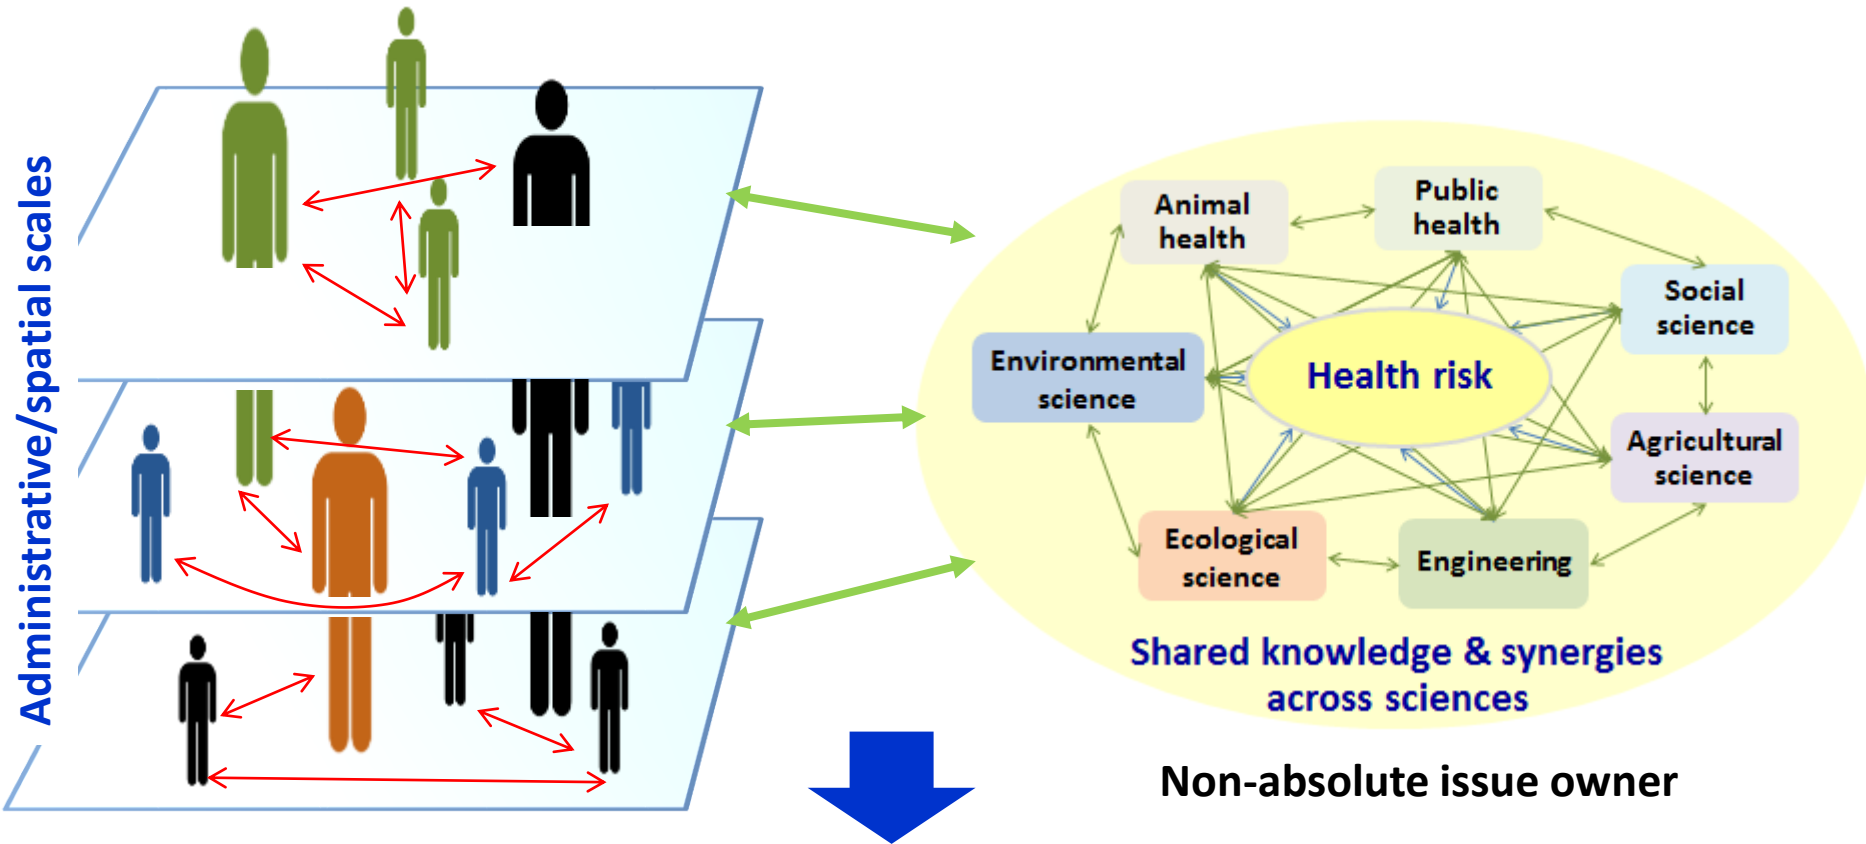 Administrative/spatial scales
Animal
health
Public
health
Social
science
Environmental
science
Health risk
Agricultural
science
Ecological
science
Engineering
Shared knowledge & synergies
across sciences
Non-absolute issue owner